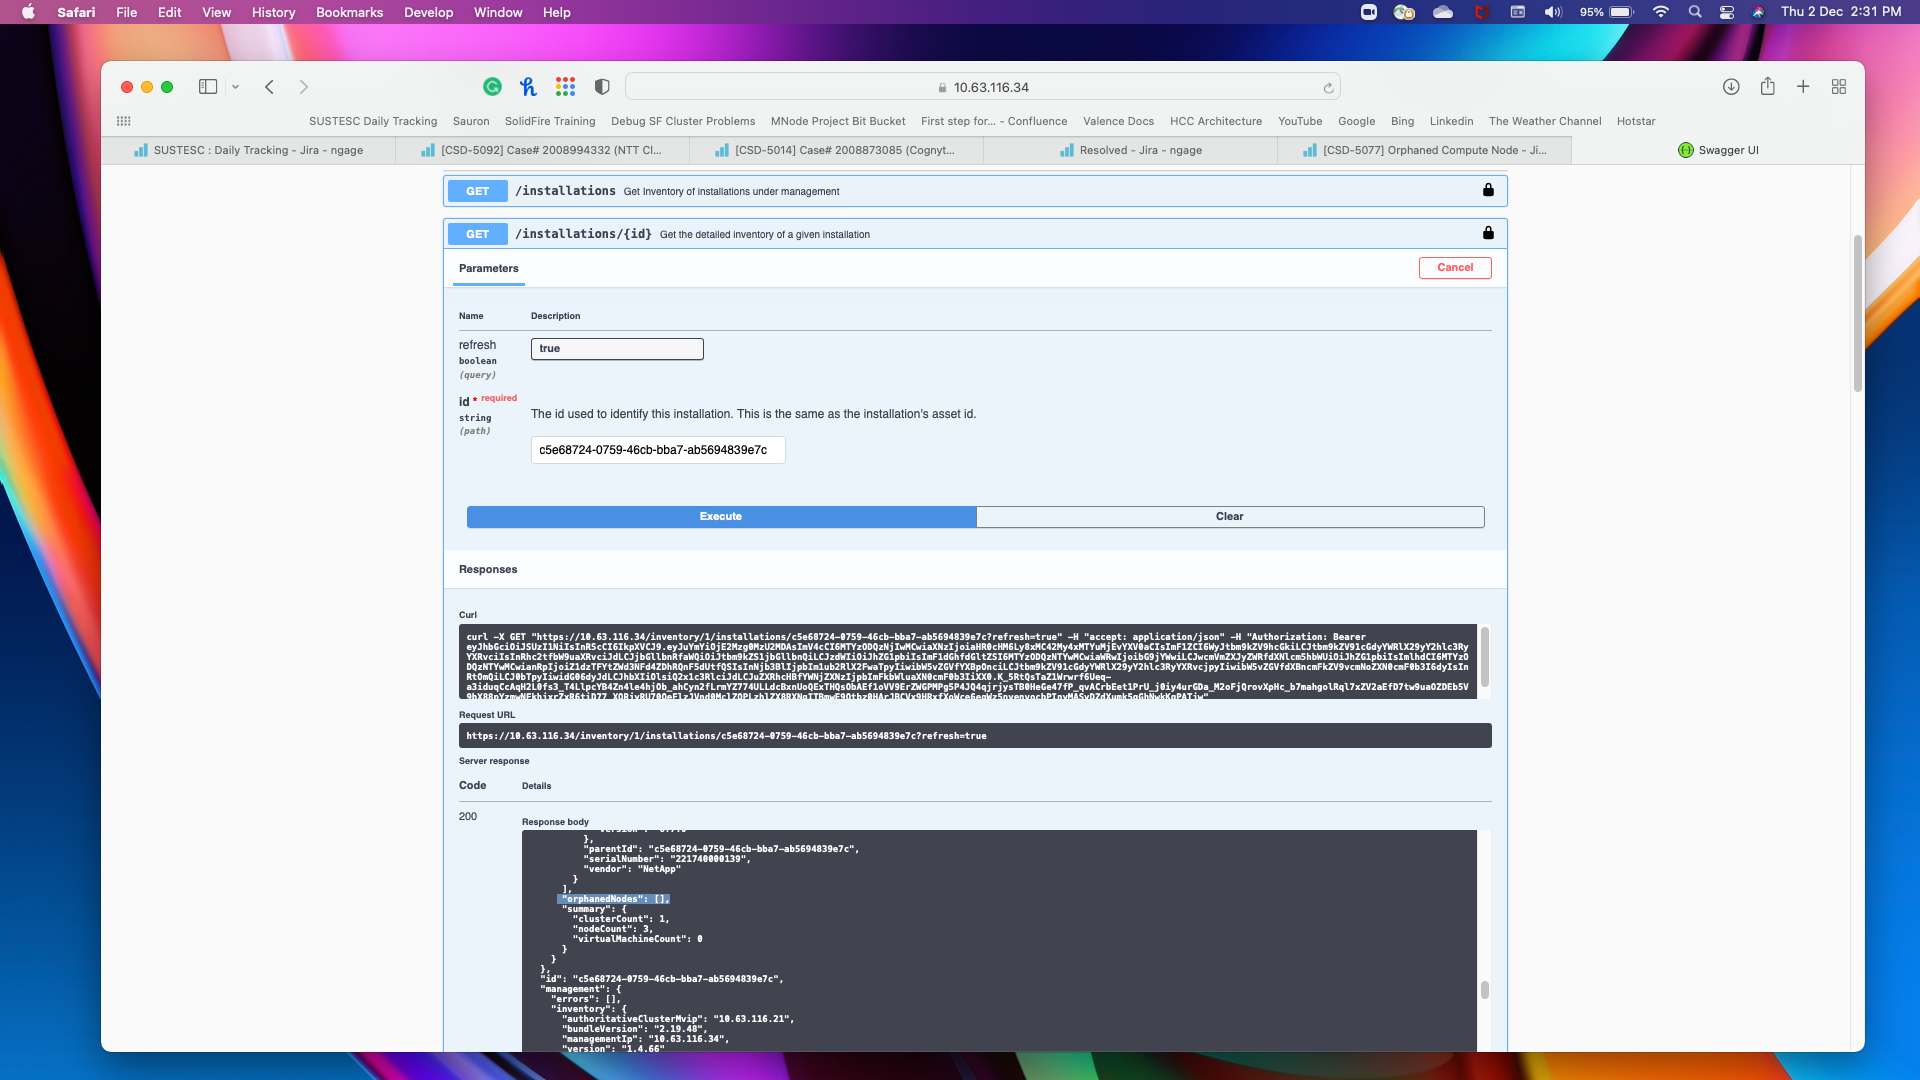 Safari File Edit View History Bookmarks Develop Window Help 95% Thu 2 Dec 2:31 PM
10.63.116.34
SUSTESC Daily Tracking Sauron SolidFire Training Debug SF Cluster Problems MNode Project Bit Bucket First step for... - Confluence Valence Docs HCC Architecture YouTube Google Bing Linkedin The Weather Channel Hotstar
SUSTESC : Daily Tracking - Jira - ngage [CSD-5092] Case# 2008994332 (NTT Cl... [CSD-5014] Case# 2008873085 (Cognyt... Resolved - Jira - ngage [CSD-5077] Orphaned Compute Node - Ji... Swagger UI
GET /installations Get Inventory of installations under management
GET /installations/{id} Get the detailed inventory of a given installation
Parameters Cancel
Name Description
refresh true
boolean
(query)
id * required
The id used to identify this installation. This is the same as the installation's asset id.
string
(path)
c5e68724-0759-46cb-bba7-ab5694839e7c
Execute Clear
Responses
Curl
curl -X GET "https://10.63.116.34/inventory/1/installations/c5e68724-0759-46cb-bba7-ab5694839e7c?refresh=true" -H "accept: application/json" -H "Authorization: Bearer
Request URL
https://10.63.116.34/inventory/1/installations/c5e68724-0759-46cb-bba7-ab5694839e7c?refresh=true
Server response
Code Details
200
Response body
},
"parentId": "c5e68724-0759-46cb-bba7-ab5694839e7c",
"serialNumber": "221740000139",
"vendor": "NetApp"
}
],
"orphanedNodes": [],
"summary": {
"clusterCount": 1,
"nodeCount": 3,
"virtualMachineCount": 0
}
}
},
"id": "c5e68724-0759-46cb-bba7-ab5694839e7c",
"management": {
"errors": [],
"inventory": {
"authoritativeClusterMvip": "10.63.116.21",
"bundleVersion": "2.19.48",
"managementIp": "10.63.116.34",
"version": "1.4.66"